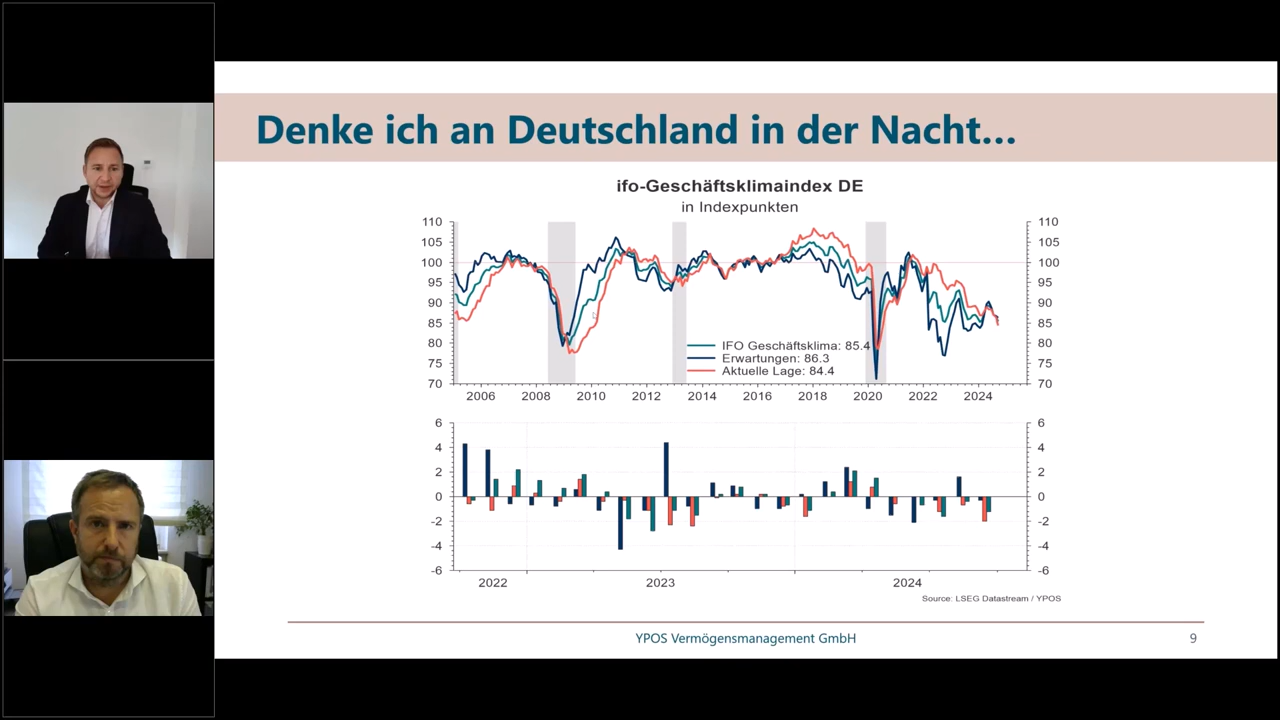 Denke ich an Deutschland in der Nacht...
ifo-Geschäftsklimaindex DE
in Indexpunkten
110 110
105 105
100 100
95 95
90 90
85 85
80 80
75 75
70 70
IFO Geschäftsklima: 85.4
Erwartungen: 86.3
Aktuelle Lage: 84.4
2006 2008 2010 2012 2014 2016 2018 2020 2022 2024
6 6
4 4
2 2
0 0
-2 -2
-4 -4
-6 -6
2022 2023 2024
Source: LSEG Datastream / YPOS
YPOS Vermögensmanagement GmbH 9